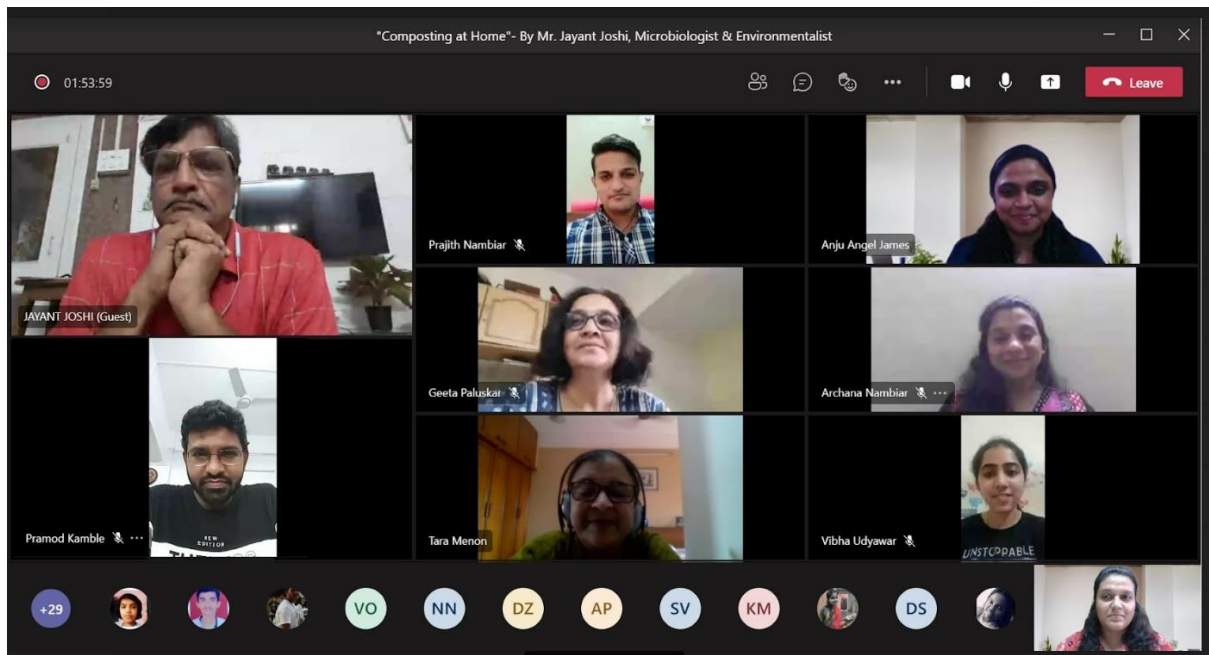 "Composting at Home"- By Mr. Jayant Joshi, Microbiologist & Environmentalist
01:53:59
Leave
JAYANT JOSHI (Guest)
Prajith Nambiar
Anju Angel James
Geeta Paluskar
Archana Nambiar
Pramod Kamble
NEW
EDITION
Tara Menon
Vibha Udyawar
UNSTOPPABLE
+29
VO
NN
DZ
AP
SV
KM
DS